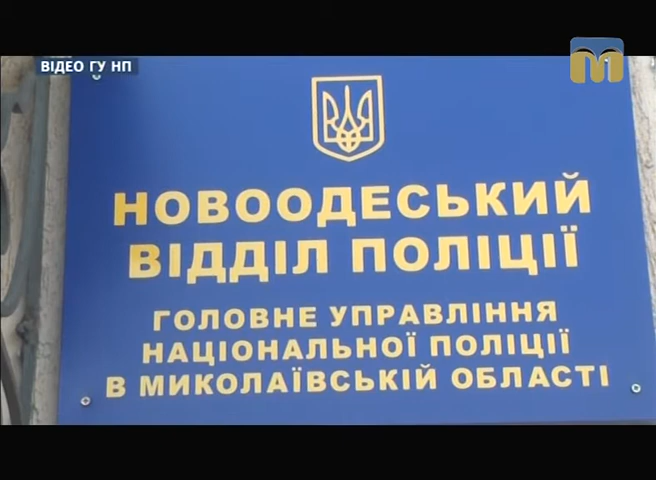 ВІДЕО ГУ НП
НОВООДЕСЬКИЙ
ВІДДІЛ ПОЛІЦІЇ
ГОЛОВНЕ УПРАВЛІННЯ
НАЦІОНАЛЬНОЇ ПОЛІЦІЇ
В МИКОЛАЇВСЬКІЙ ОБЛАСТІ